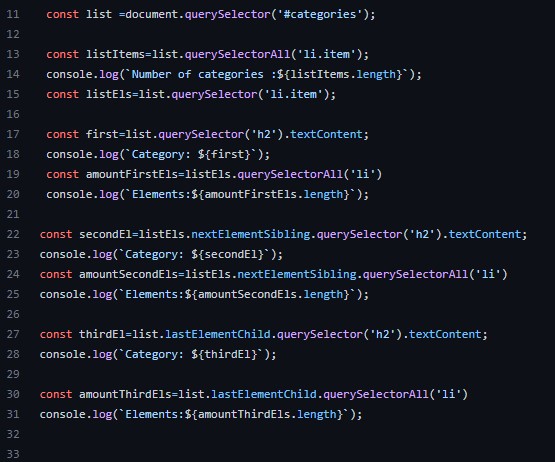 11 const list =document.querySelector('#categories');
12
13 const listItems=list.querySelectorAll('li.item');
14 console.log(`Number of categories :${listItems.length}`);
15 const listEls=list.querySelector('li.item');
16
17 const first=list.querySelector('h2').textContent;
18 console.log(`Category: ${first}`);
19 const amountFirstEls=listEls.querySelectorAll('li')
20 console.log(`Elements:${amountFirstEls.length}`);
21
22 const secondEl=listEls.nextElementSibling.querySelector('h2').textContent;
23 console.log(`Category: ${secondEl}`);
24 const amountSecondEls=listEls.nextElementSibling.querySelectorAll('li')
25 console.log(`Elements:${amountSecondEls.length}`);
26
27 const thirdEl=list.lastElementChild.querySelector('h2').textContent;
28 console.log(`Category: ${thirdEl}`);
29
30 const amountThirdEls=list.lastElementChild.querySelectorAll('li')
31 console.log(`Elements:${amountThirdEls.length}`);
32
33